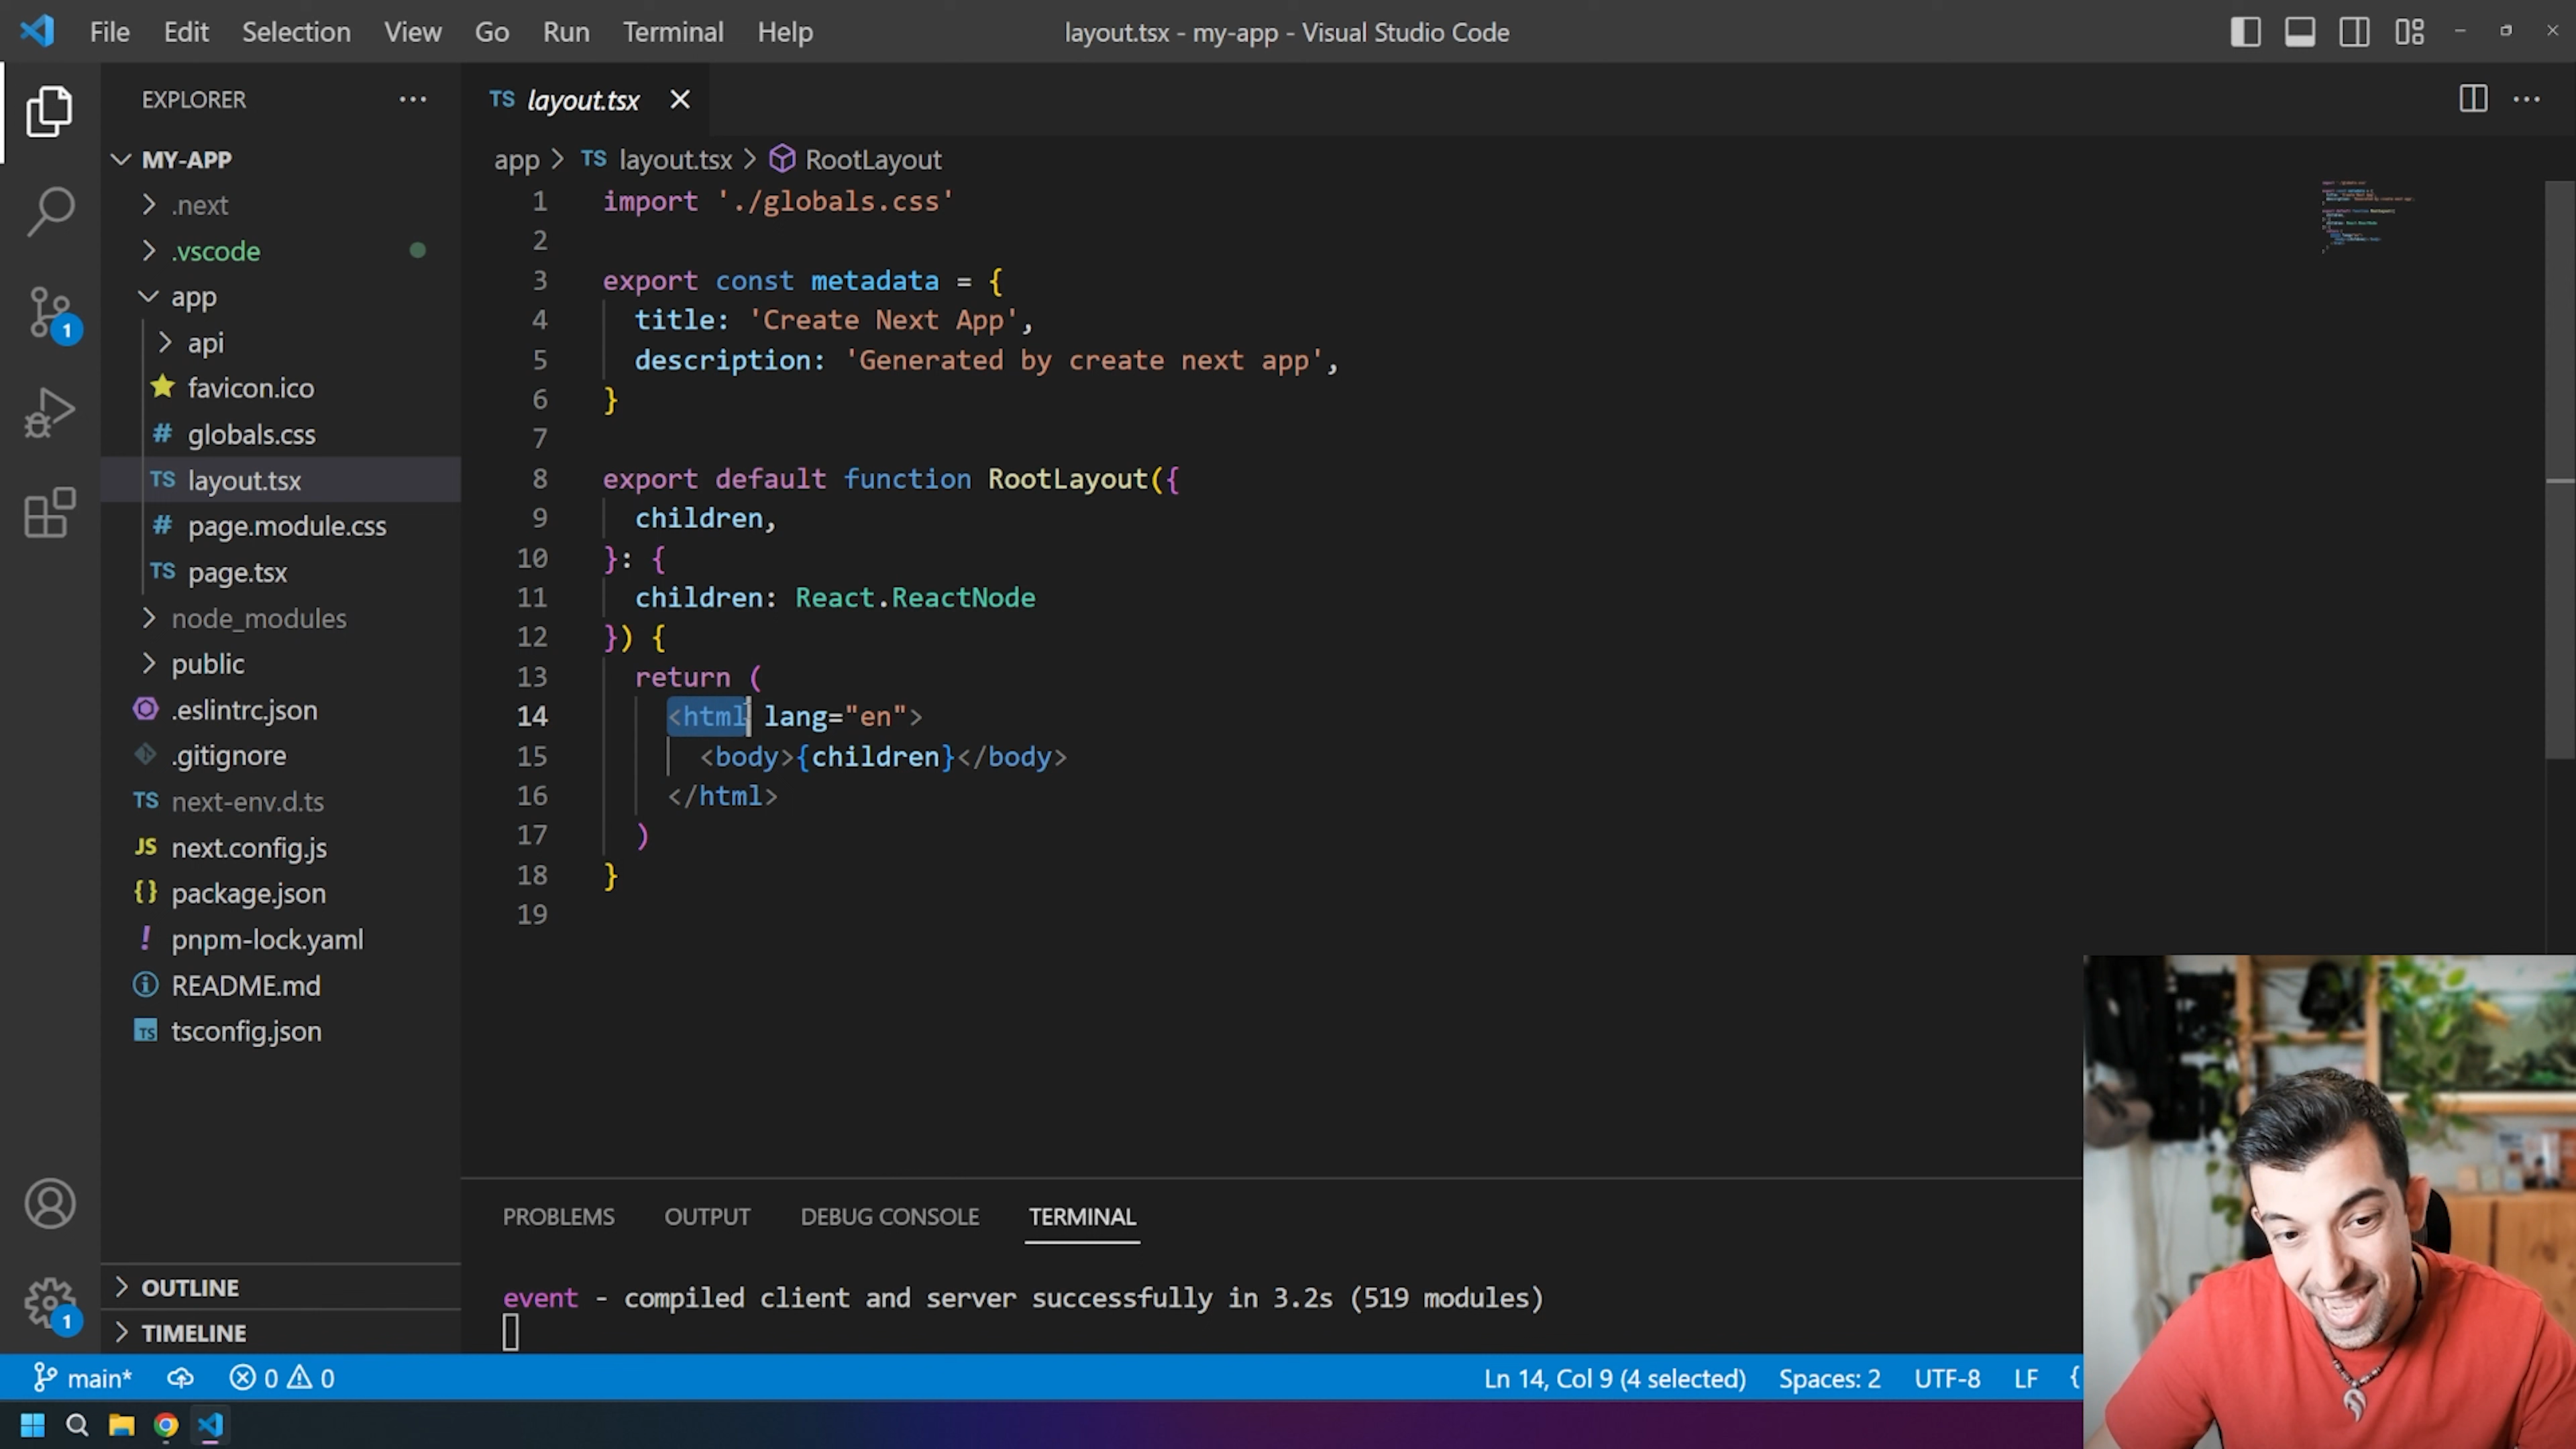 File Edit Selection View Go Run Terminal Help
layout.tsx - my-app - Visual Studio Code
EXPLORER
MY-APP
.next
.vscode
app
api
favicon.ico
globals.css
layout.tsx
page.module.css
page.tsx
node_modules
public
.eslintrc.json
.gitignore
next-env.d.ts
next.config.js
package.json
pnpm-lock.yaml
README.md
tsconfig.json
OUTLINE
TIMELINE
1
1
TS layout.tsx
app > TS layout.tsx > RootLayout
1 import './globals.css'
2
3 export const metadata = {
4 title: 'Create Next App',
5 description: 'Generated by create next app',
6 }
7
8 export default function RootLayout({
9 children,
10 }: {
11 children: React.ReactNode
12 }) {
13 return (
14 <html lang="en">
15 <body>{children}</body>
16 </html>
17 )
18 }
19
PROBLEMS OUTPUT DEBUG CONSOLE TERMINAL
event - compiled client and server successfully in 3.2s (519 modules)
main* 0 0 Ln 14, Col 9 (4 selected) Spaces: 2 UTF-8 LF {